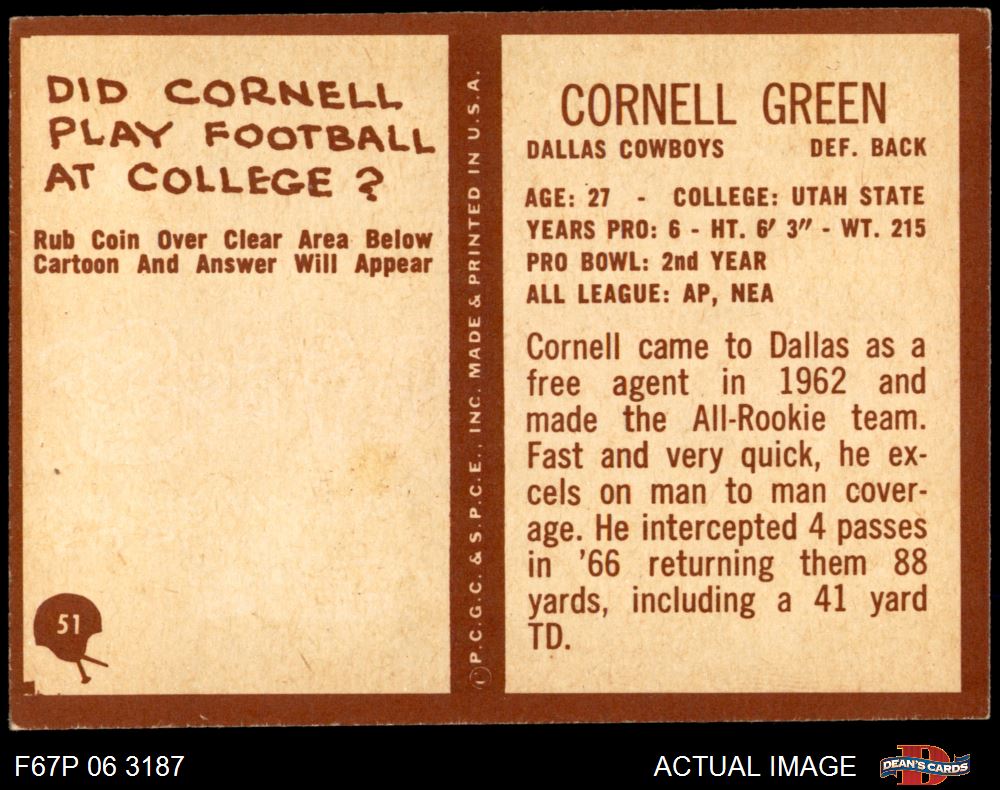 DID CORNELL
PLAY FOOTBALL
AT COLLEGE ?
Rub Coin Over Clear Area Below
Cartoon And Answer Will Appear
51
© P.C.G.C. & S.P.C.E., INC. MADE & PRINTED IN U.S.A.
CORNELL GREEN
DALLAS COWBOYS DEF. BACK
AGE: 27 - COLLEGE: UTAH STATE
YEARS PRO: 6 - HT. 6′ 3″ - WT. 215
PRO BOWL: 2nd YEAR
ALL LEAGUE: AP, NEA
Cornell came to Dallas as a
free agent in 1962 and
made the All-Rookie team.
Fast and very quick, he ex-
cels on man to man cover-
age. He intercepted 4 passes
in '66 returning them 88
yards, including a 41 yard
TD.
F67P 06 3187
ACTUAL IMAGE
D
DEAN'S CARDS